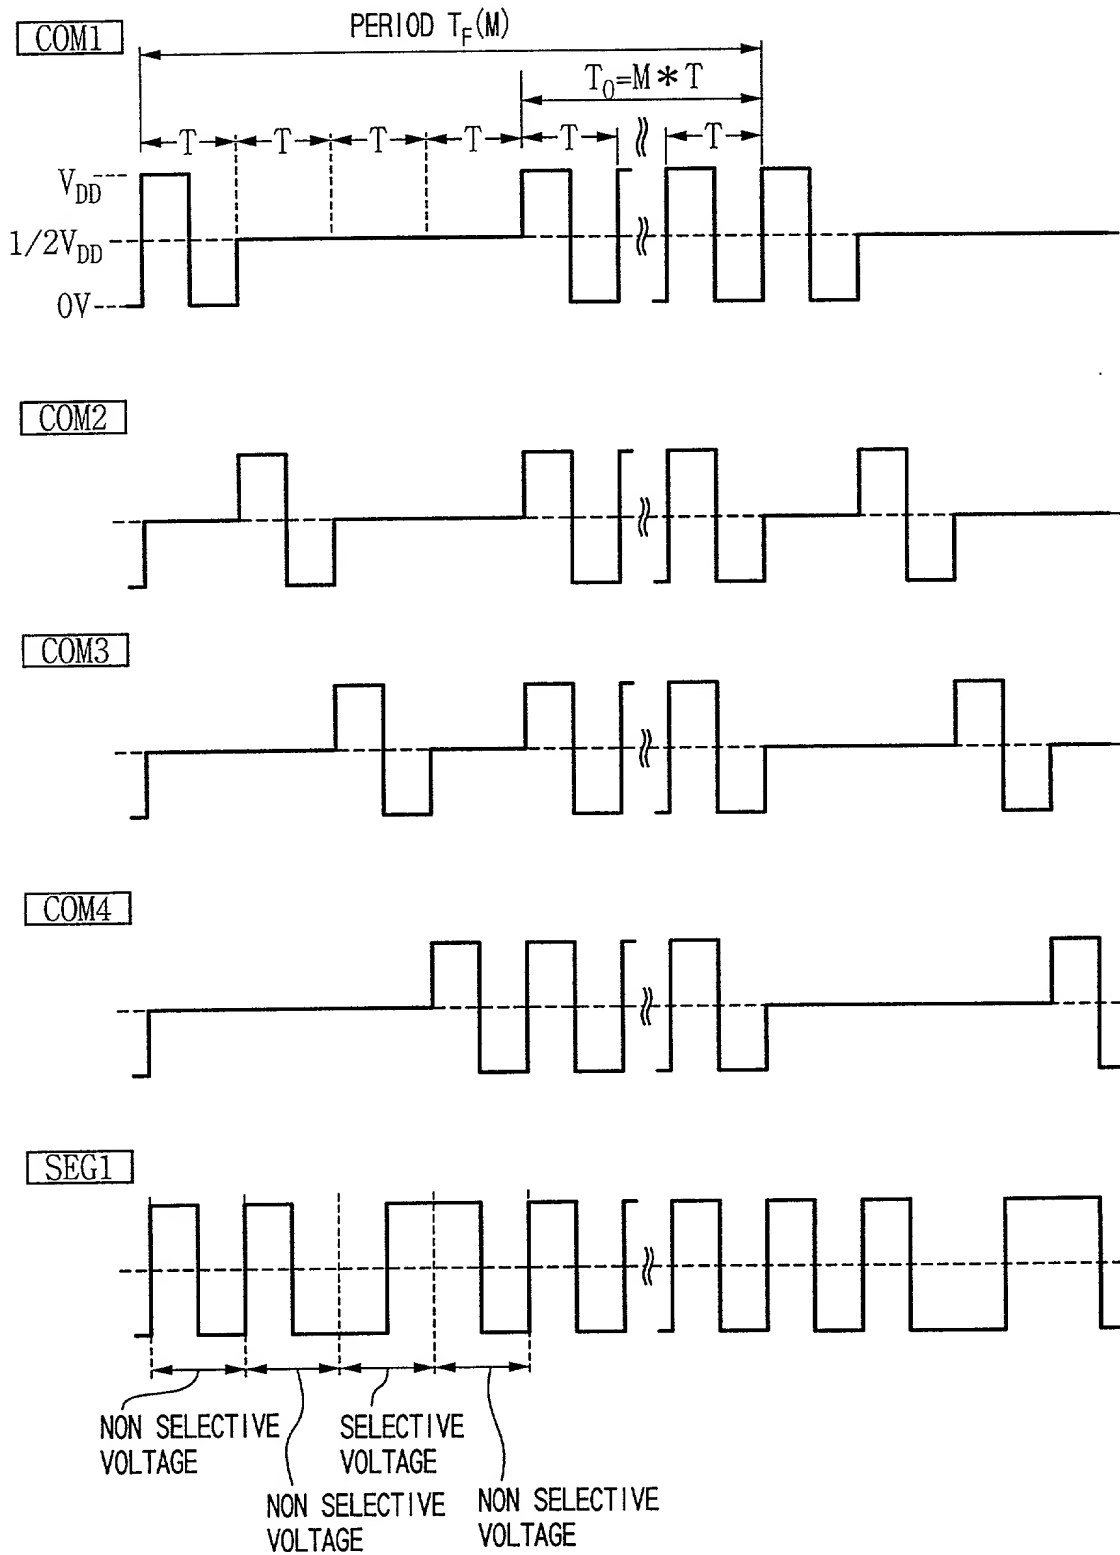 COM1
PERIOD T_F(M)
T_0=M*T
T T T T T T
V_DD
1/2V_DD
0V
COM2
COM3
COM4
SEG1
NON SELECTIVE
VOLTAGE
SELECTIVE
VOLTAGE
NON SELECTIVE
VOLTAGE
NON SELECTIVE
VOLTAGE